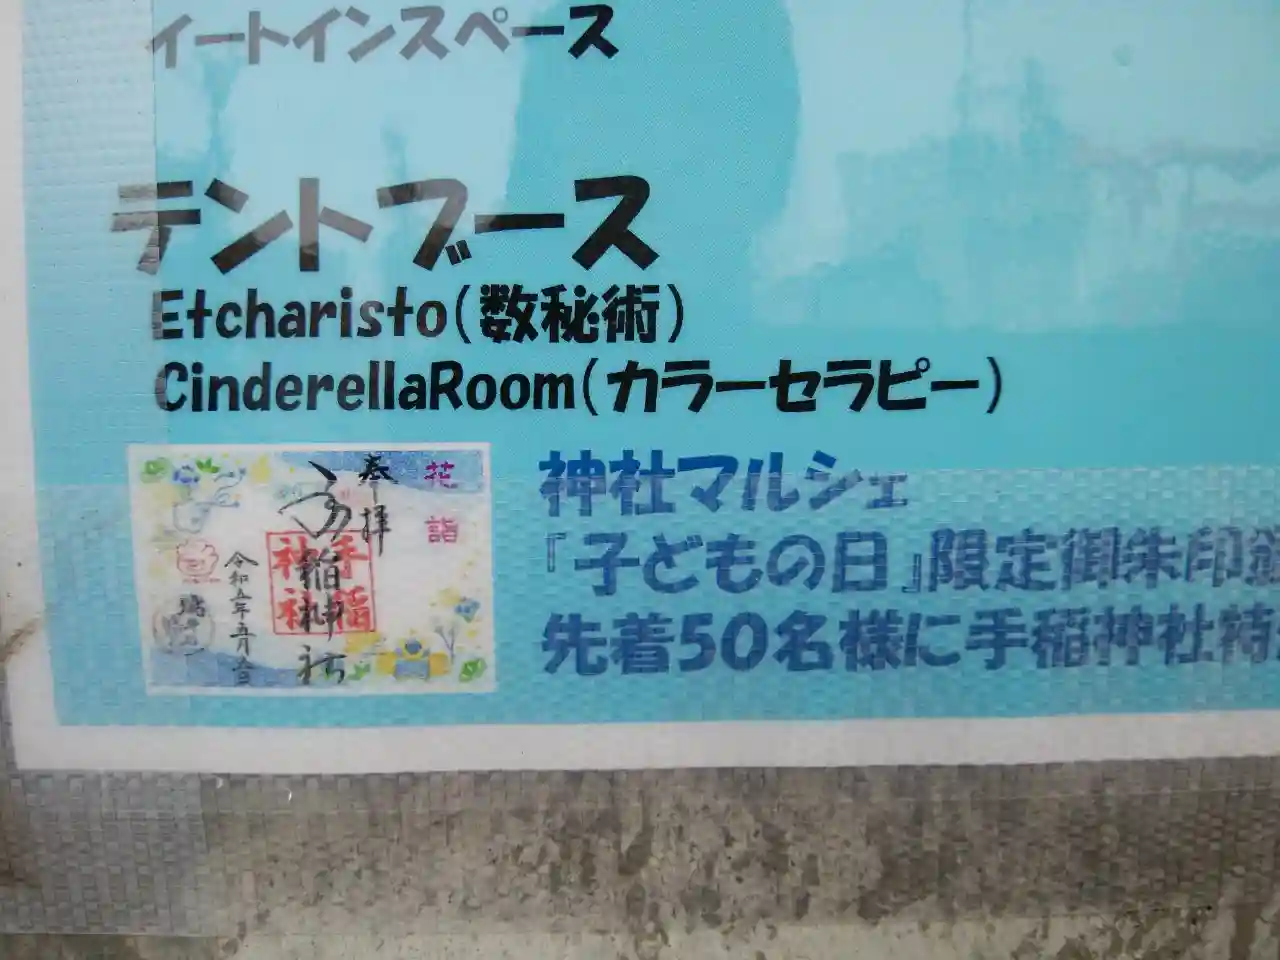 イートインスペース
テントブース
Etcharisto(数秘術)
CinderellaRoom(カラーセラピー)
神社マルシェ
『子どもの日』限定御朱印
先着50名様に手稲神社特
花詣
奉拝
手稲神社
手稲神社
令和五年五月五日